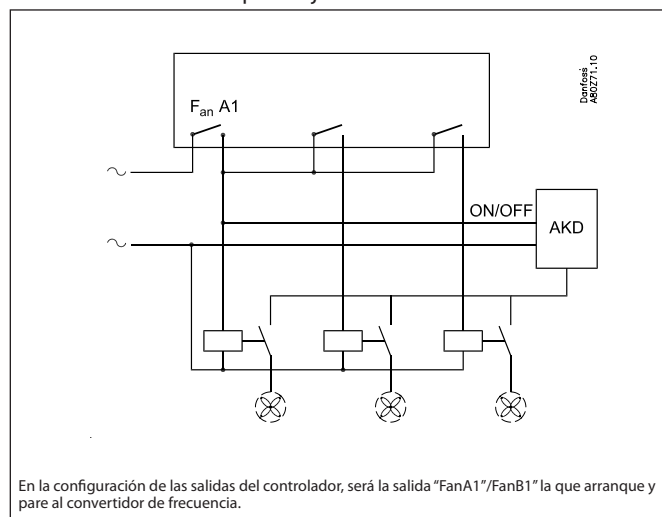 Danfoss
A80Z71.10
Fan A1
~
~
ON/OFF
AKD
En la configuración de las salidas del controlador, será la salida “FanA1”/FanB1” la que arranque y
pare al convertidor de frecuencia.